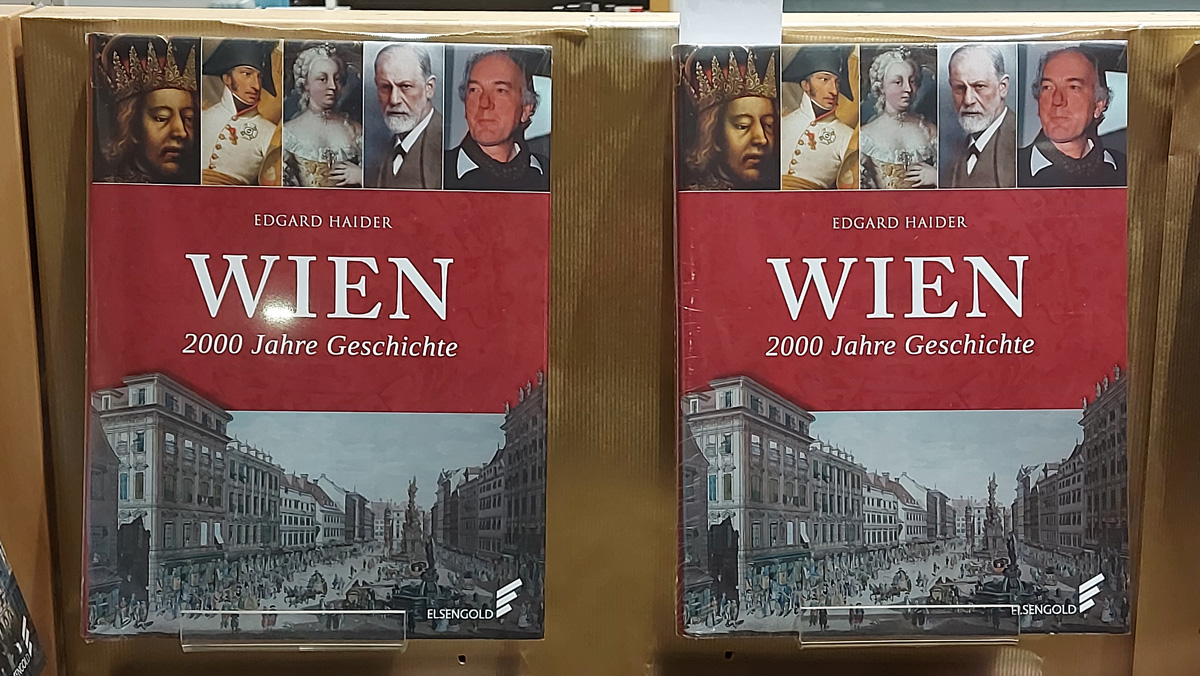 EDGARD HAIDER
WIEN
2000 Jahre Geschichte
ELSENGOLD
EDGARD HAIDER
WIEN
2000 Jahre Geschichte
ELSENGOLD